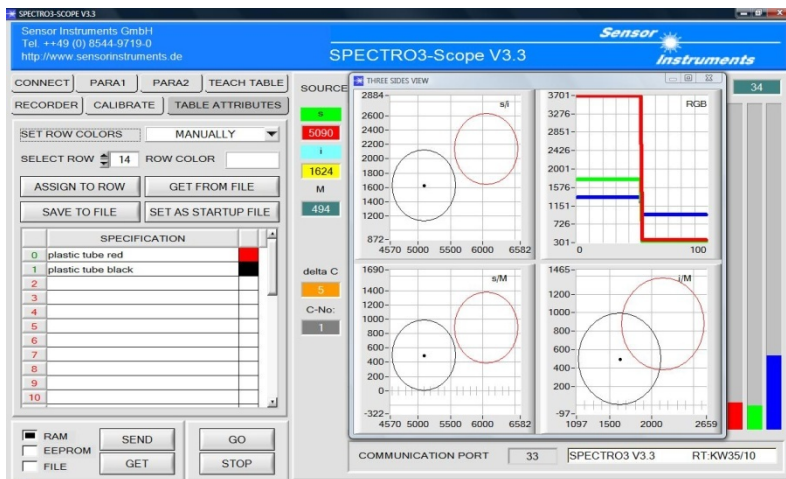 SPECTRO3-SCOPE V3.3
Sensor Instruments GmbH
Tel. ++49 (0) 8544-9719-0
http://www.sensorinstruments.de
SPECTRO3-Scope V3.3
Sensor
Instruments
CONNECT PARA1 PARA2 TEACH TABLE
RECORDER CALIBRATE TABLE ATTRIBUTES
SET ROW COLORS MANUALLY
SELECT ROW 14 ROW COLOR
ASSIGN TO ROW GET FROM FILE
SAVE TO FILE SET AS STARTUP FILE
SPECIFICATION
0 plastic tube red
1 plastic tube black
2
3
4
5
6
7
8
9
10
RAM
EEPROM
FILE
SEND GO
GET STOP
SOURCE
s
5090
i
1624
M
494
delta C
5
C-No:
1
THREE SIDES VIEW
34
s/i
2884
2600
2400
2200
2000
1800
1600
1400
1200
872
4570 5000 5500 6000 6582
RGB
3701
3276
2851
2426
2001
1576
1151
726
301
0 100
s/M
1690
1400
1200
1000
800
600
400
200
0
-322
4570 5000 5500 6000 6582
i/M
1465
1200
1000
800
600
400
200
-97
1097 1500 2000 2659
COMMUNICATION PORT 33 SPECTRO3 V3.3 RT:KW35/10